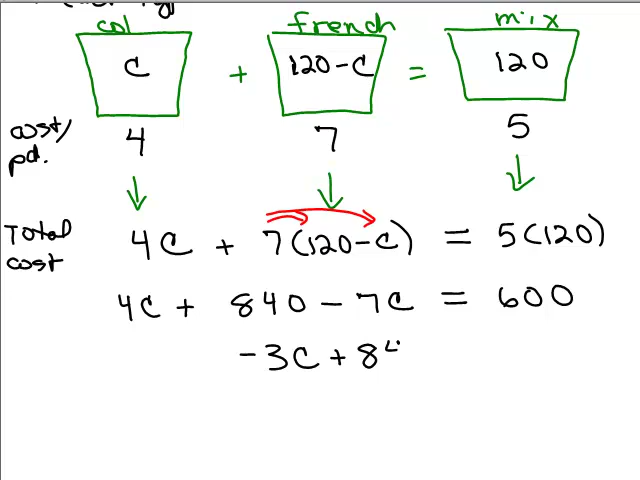 col french mix
C + 120-C = 120
cost/ 4 7 5
pd.
Total 4C + 7(120-C) = 5(120)
cost
4C + 840 - 7C = 600
-3C + 8